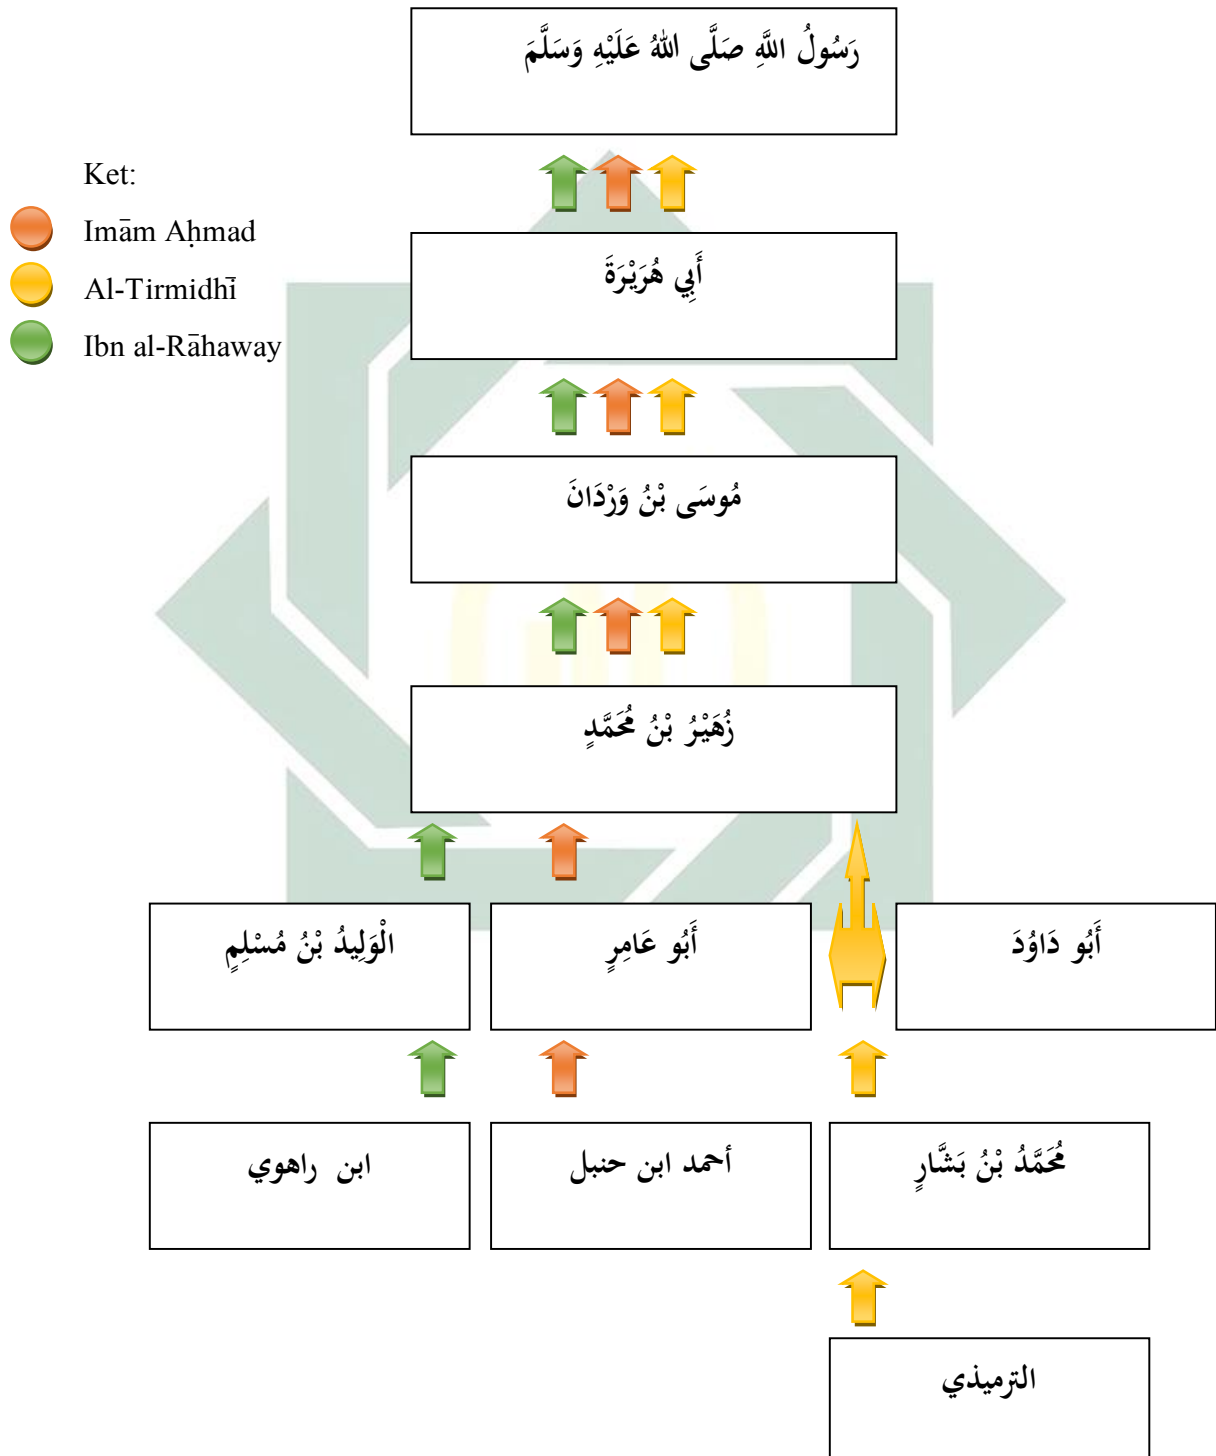 رَسُولُ اللَّهِ صَلَّى اللهُ عَلَيْهِ وَسَلَّمَ
Ket:
Imām Aḥmad
Al-Tirmidhī
Ibn al-Rāhaway
أَبِي هُرَيْرَةَ
مُوسَى بْنُ وَرْدَانَ
زُهَيْرُ بْنُ مُحَمَّدٍ
الْوَلِيدُ بْنُ مُسْلِمٍ
أَبُو عَامِرٍ
أَبُو دَاوُدَ
ابن راهوي
أحمد ابن حنبل
مُحَمَّدُ بْنُ بَشَّارٍ
الترميذي